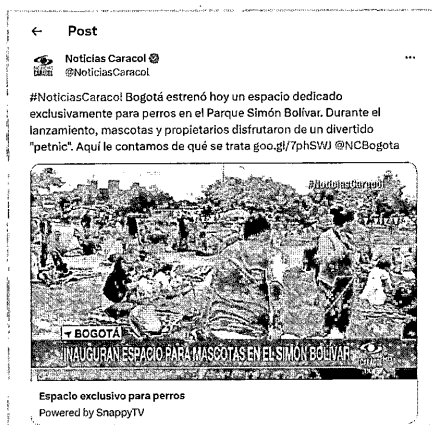 ← Post
Noticias Caracol
@NoticiasCaracol
#NoticiasCaracol Bogotá estrenó hoy un espacio dedicado
exclusivamente para perros en el Parque Simón Bolívar. Durante el
lanzamiento, mascotas y propietarios disfrutaron de un divertido
"petnic". Aquí le contamos de qué se trata goo.gl/7phSWJ @NCBogota
#NoticiasCaracol
BOGOTÁ
INAUGURAN ESPACIO PARA MASCOTAS EN EL SIMÓN BOLÍVAR
Espacio exclusivo para perros
Powered by SnappyTV